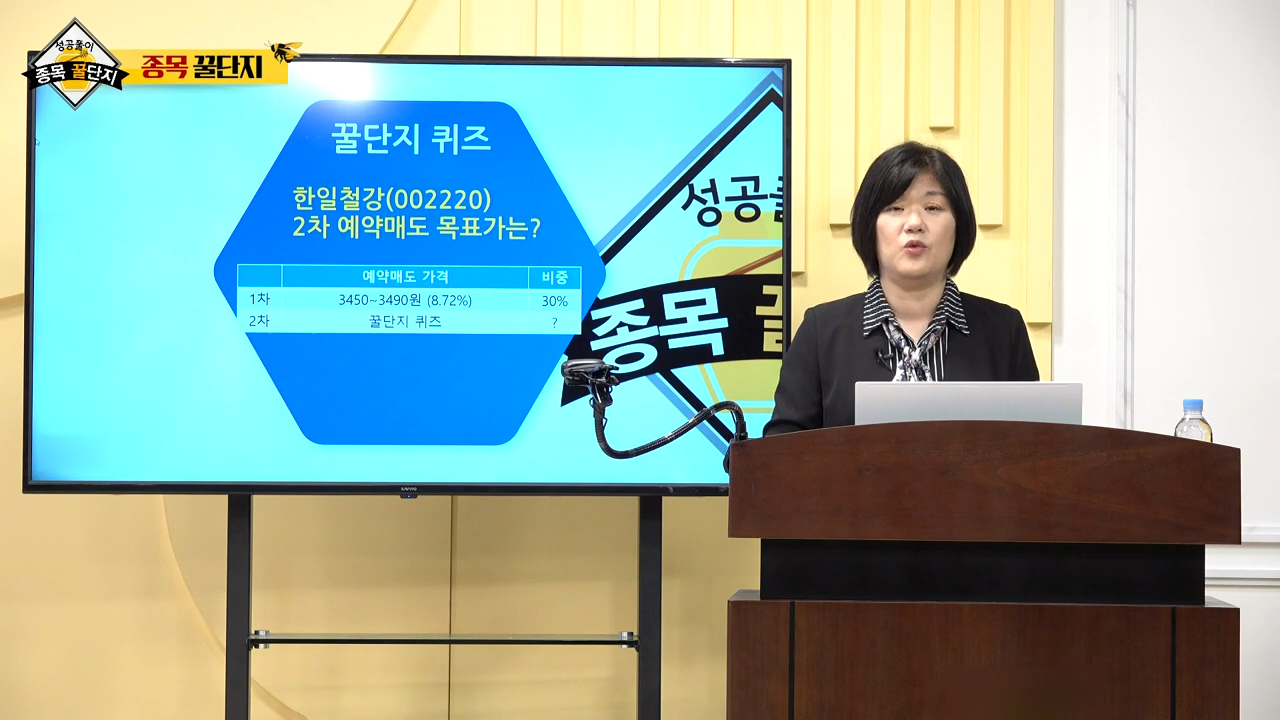 성공풀이
종목 꿀단지
종목 꿀단지
꿀단지 퀴즈
한일철강(002220)
2차 예약매도 목표가는?
예약매도 가격 비중
1차 3450~3490원 (8.72%) 30%
2차 꿀단지 퀴즈 ?
성공
종목